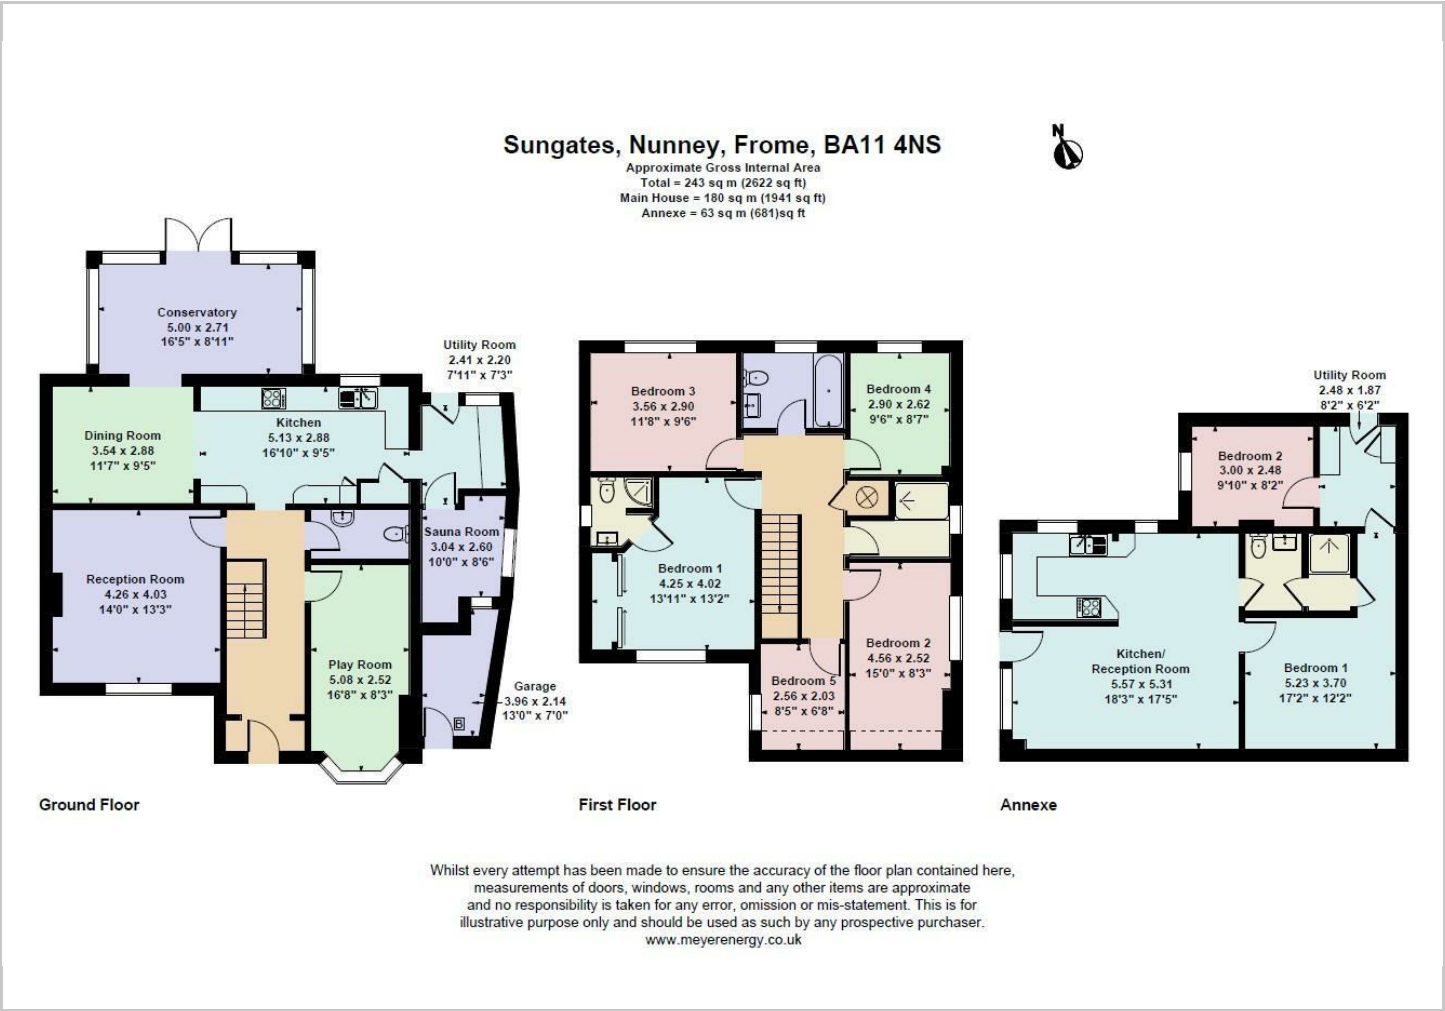 Sungates, Nunney, Frome, BA11 4NS
Approximate Gross Internal Area
Total = 243 sq m (2622 sq ft)
Main House = 180 sq m (1941 sq ft)
Annexe = 63 sq m (681)sq ft
N
Conservatory
5.00 x 2.71
16'5" x 8'11"
Utility Room
2.41 x 2.20
7'11" x 7'3"
Dining Room
3.54 x 2.88
11'7" x 9'5"
Kitchen
5.13 x 2.88
16'10" x 9'5"
Sauna Room
3.04 x 2.60
10'0" x 8'6"
Reception Room
4.26 x 4.03
14'0" x 13'3"
Play Room
5.08 x 2.52
16'8" x 8'3"
Garage
3.96 x 2.14
13'0" x 7'0"
B
Ground Floor
Bedroom 3
3.56 x 2.90
11'8" x 9'6"
Bedroom 4
2.90 x 2.62
9'6" x 8'7"
Bedroom 1
4.25 x 4.02
13'11" x 13'2"
Bedroom 2
4.56 x 2.52
15'0" x 8'3"
Bedroom 5
2.56 x 2.03
8'5" x 6'8"
First Floor
Utility Room
2.48 x 1.87
8'2" x 6'2"
Bedroom 2
3.00 x 2.48
9'10" x 8'2"
Kitchen/
Reception Room
5.57 x 5.31
18'3" x 17'5"
Bedroom 1
5.23 x 3.70
17'2" x 12'2"
Annexe
Whilst every attempt has been made to ensure the accuracy of the floor plan contained here,
measurements of doors, windows, rooms and any other items are approximate
and no responsibility is taken for any error, omission or mis-statement. This is for
illustrative purpose only and should be used as such by any prospective purchaser.
www.meyerenergy.co.uk